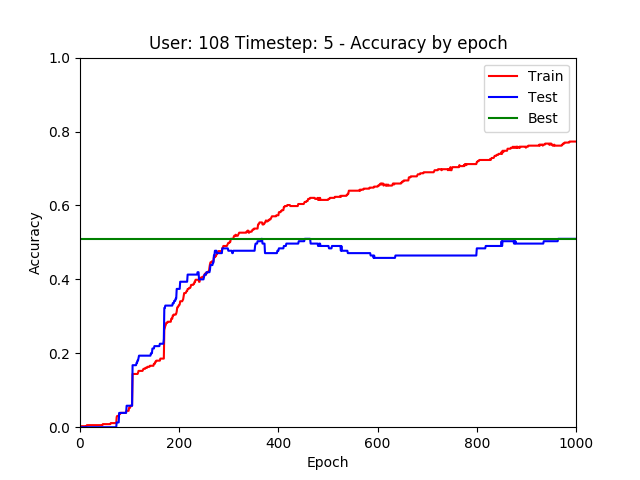 User: 108 Timestep: 5 - Accuracy by epoch
Train
Test
Best
Accuracy
1.0
0.8
0.6
0.4
0.2
0.0
0 200 400 600 800 1000
Epoch